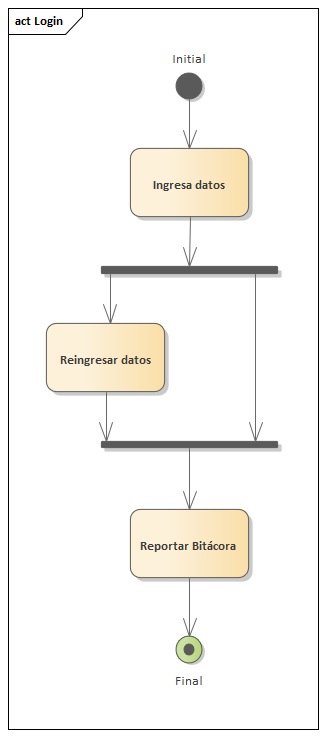 act Login
Initial
Ingresa datos
Reingresar datos
Reportar Bitácora
Final